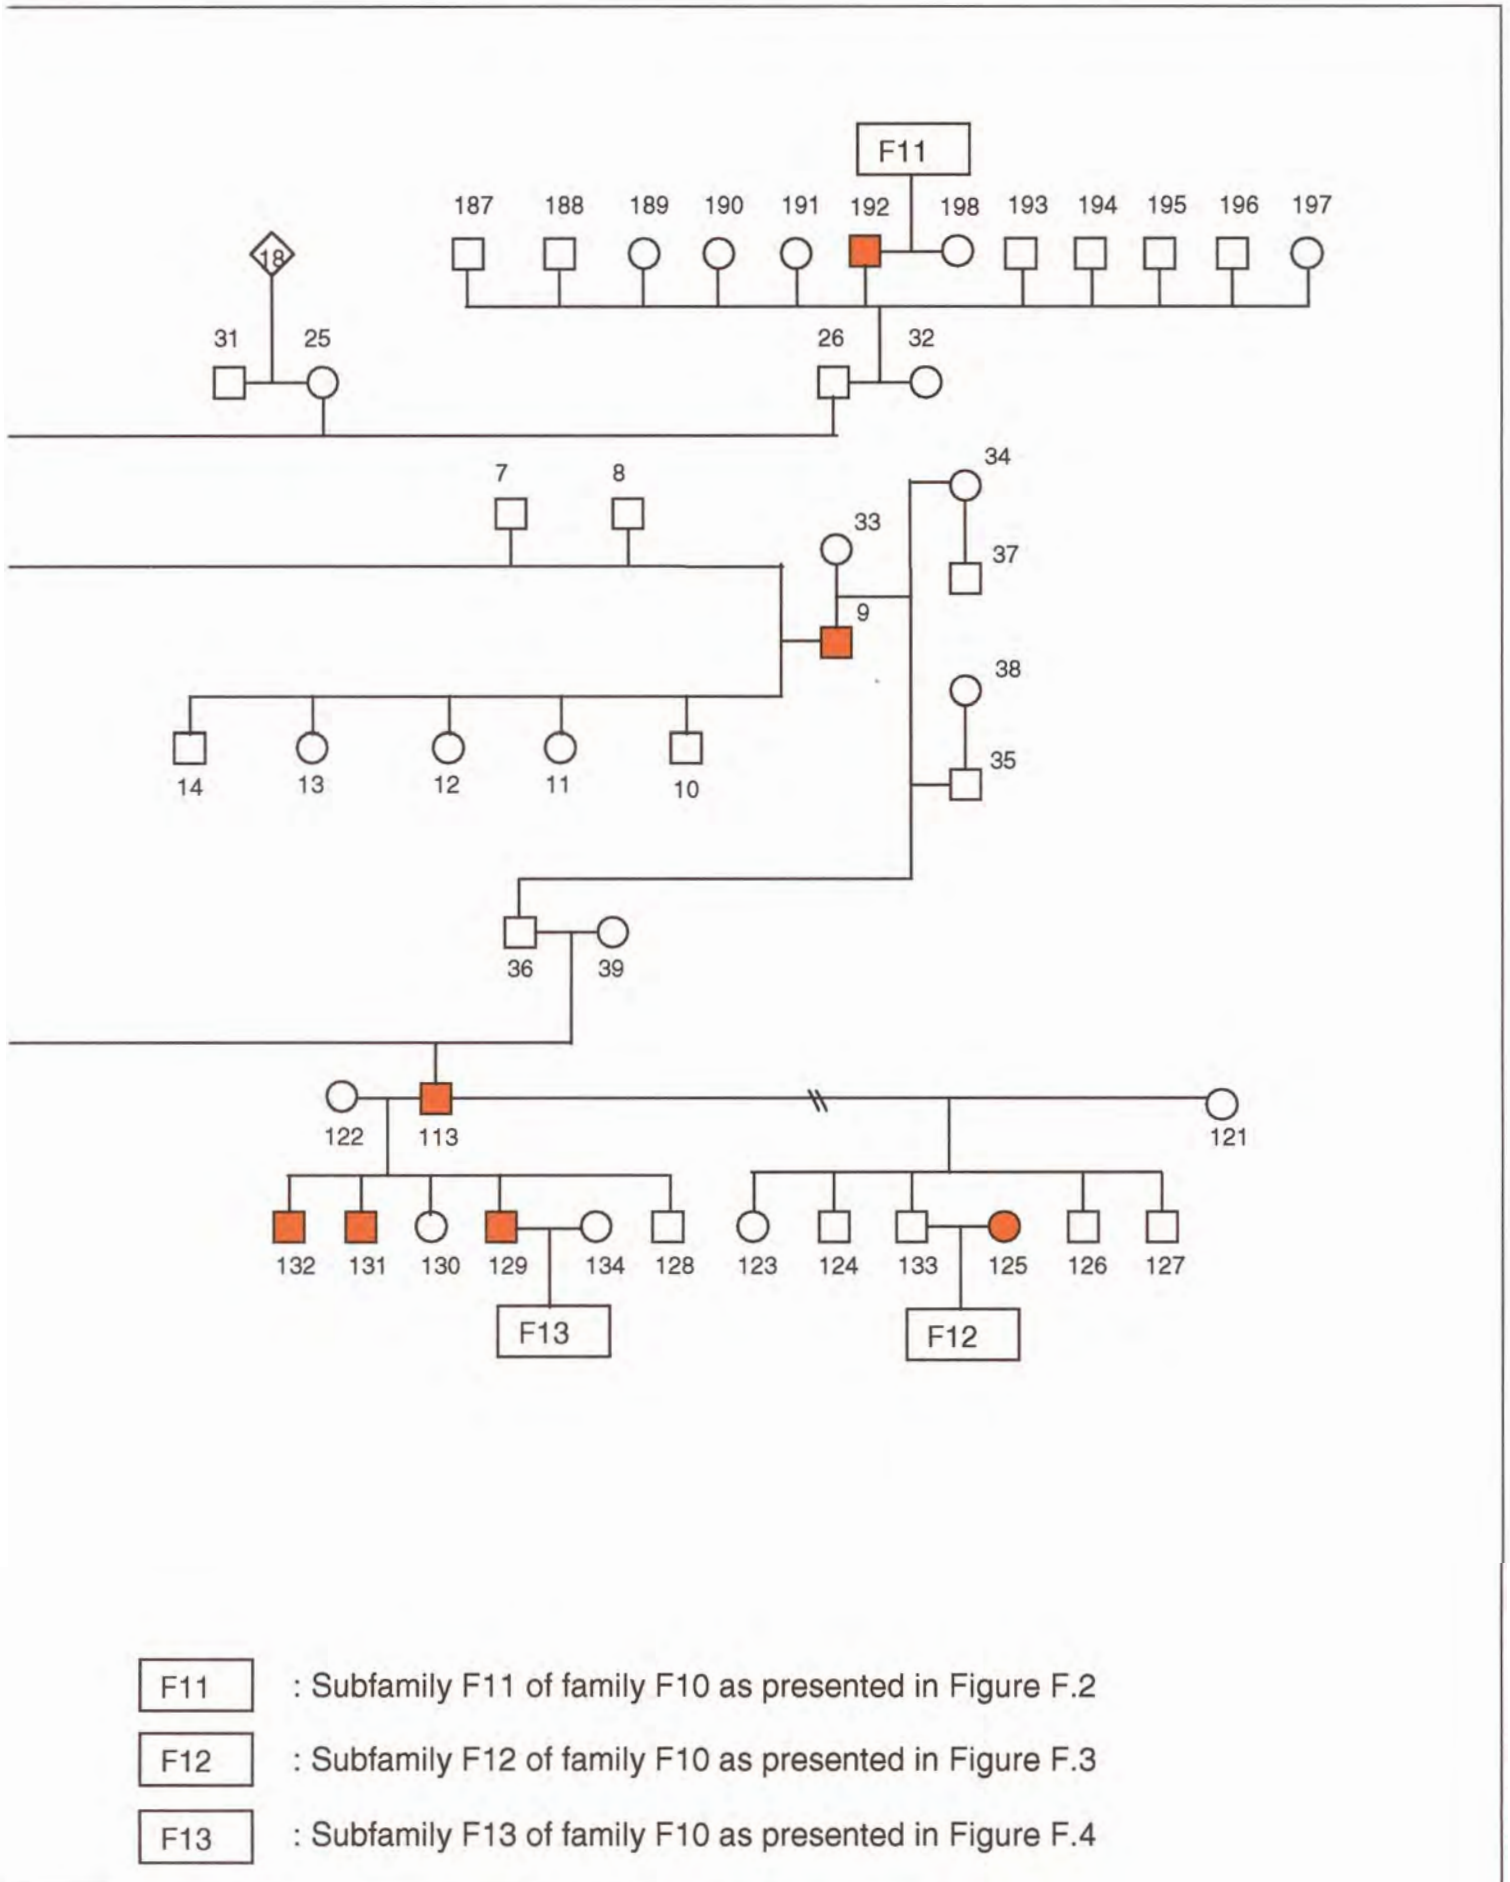 F11
187 188 189 190 191 192 198 193 194 195 196 197
18
31 25 26 32
34
7 8
33
37
9
38
35
14 13 12 11 10
36 39
122 113 121
132 131 130 129 134 128 123 124 133 125 126 127
F13 F12
F11 : Subfamily F11 of family F10 as presented in Figure F.2
F12 : Subfamily F12 of family F10 as presented in Figure F.3
F13 : Subfamily F13 of family F10 as presented in Figure F.4